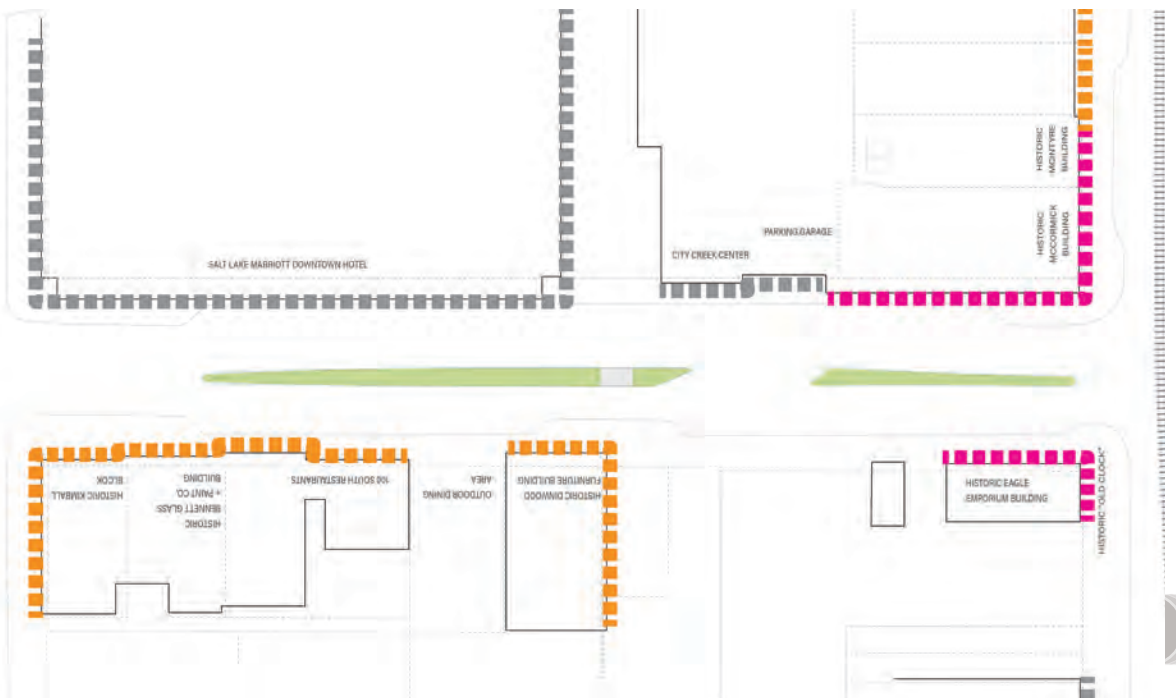 HISTORIC
MCINTYRE
BUILDING
HISTORIC
MCCORMICK
BUILDING
PARKING GARAGE
CITY CREEK CENTER
SALT LAKE MARRIOTT DOWNTOWN HOTEL
HISTORIC KIMBALL
BLCOK
HISTORIC
BENNETT GLASS
+ PAINT CO.
BUILDING
100 SOUTH RESTAURANTS
OUTDOOR DINING
AREA
HISTORIC DINWOOD
FURNITURE BUILDING
HISTORIC EAGLE
EMPORIUM BUILDING
HISTORIC "OLD CLOCK"